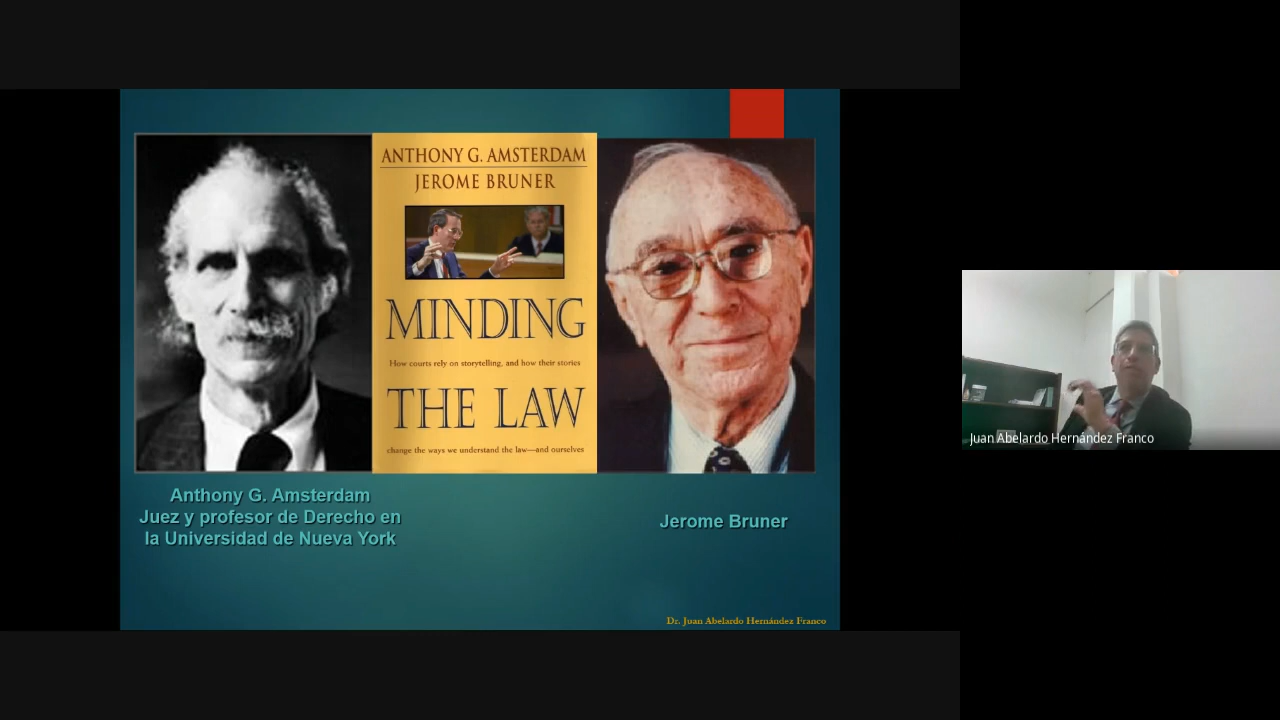 ANTHONY G. AMSTERDAM
JEROME BRUNER
MINDING
How courts rely on storytelling, and how their stories
THE LAW
change the ways we understand the law—and ourselves
Anthony G. Amsterdam
Juez y profesor de Derecho en
la Universidad de Nueva York
Jerome Bruner
Dr. Juan Abelardo Hernández Franco
Juan Abelardo Hernández Franco